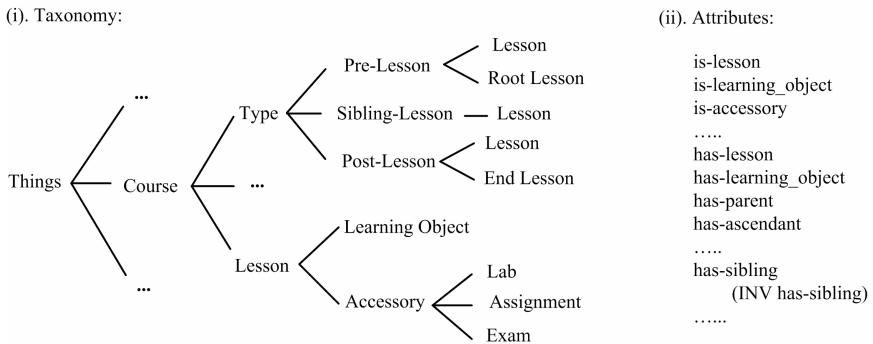 (i). Taxonomy:
...
Things
Course
...
...
Type
Lesson
Pre-Lesson
Sibling-Lesson
Post-Lesson
Lesson
Root Lesson
Lesson
Lesson
End Lesson
Learning Object
Accessory
Lab
Assignment
Exam
(ii). Attributes:
is-lesson
is-learning_object
is-accessory
.....
has-lesson
has-learning_object
has-parent
has-ascendant
.....
has-sibling
(INV has-sibling)
......